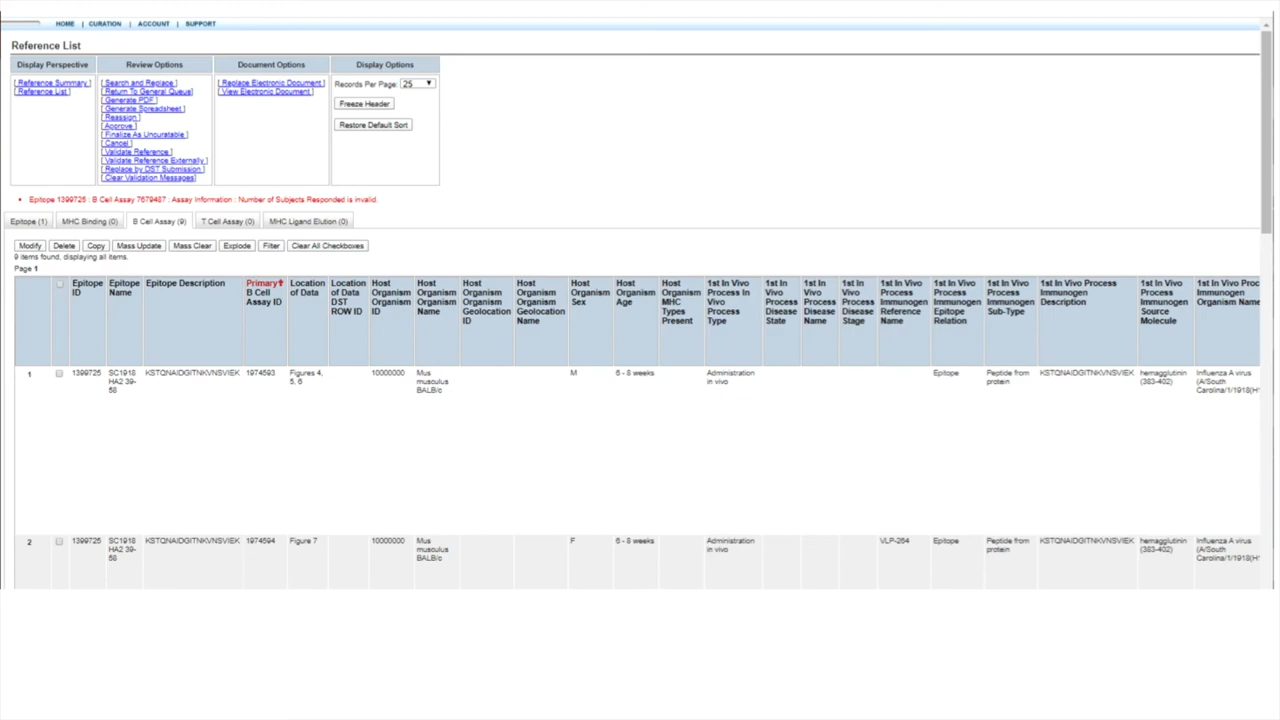 HOME | CURATION | ACCOUNT | SUPPORT
Reference List
Display Perspective Review Options Document Options Display Options
[ Reference Summary ] [ Search and Replace ] [ Replace Electronic Document ] Records Per Page: 25
[ Reference List ] [ Return To General Queue] [ View Electronic Document ]
[ Generate PDF ]
[ Generate Spreadsheet ] Freeze Header
[ Reassign ]
[ Approve ] Restore Default Sort
[ Finalize As Uncuratable ]
[ Cancel ]
[ Validate Reference ]
[ Validate Reference Externally ]
[ Replace by DST Submission ]
[ Clear Validation Messages]
Epitope 1399725 : B Cell Assay 7679487 : Assay Information : Number of Subjects Responded is invalid.
Epitope (1) MHC Binding (0) B Cell Assay (9) T Cell Assay (0) MHC Ligand Elution (0)
Modify Delete Copy Mass Update Mass Clear Explode Filter Clear All Checkboxes
9 items found, displaying all items.
Page 1
Epitope Epitope Epitope Description Primary Location Location Host Host Host Host Host Host Host 1st In Vivo 1st In 1st In 1st In 1st In Vivo 1st In Vivo 1st In Vivo 1st In Vivo Process 1st In Vivo 1st In Vivo Proc
ID Name B Cell of Data of Data Organism Organism Organism Organism Organism Organism Organism Process In Vivo Vivo Vivo Process Process Process Immunogen Process Immunogen
Assay ID DST Organism Organism Organism Organism Sex Age MHC Vivo Process Process Process Immunogen Immunogen Immunogen Description Immunogen Organism Name
ROW ID ID Name Geolocation Geolocation Types Process Disease Disease Disease Reference Epitope Sub-Type Source
ID Name Present Type State Name Stage Name Relation Molecule
1 1399725 SC1918 KSTQNAIDGITNKVNSVIEK 1974593 Figures 4, 10000000 Mus M 6 - 8 weeks Administration Epitope Peptide from KSTQNAIDGITNKVNSVIEK hemagglutinin Influenza A virus
HA2 39- 5, 6 musculus in vivo protein (383-402) (A/South
58 BALB/c Carolina/1/1918(H
2 1399725 SC1918 KSTQNAIDGITNKVNSVIEK 1974594 Figure 7 10000000 Mus F 6 - 8 weeks Administration VLP-264 Epitope Peptide from KSTQNAIDGITNKVNSVIEK hemagglutinin Influenza A virus
HA2 39- musculus in vivo protein (383-402) (A/South
58 BALB/c Carolina/1/1918(H